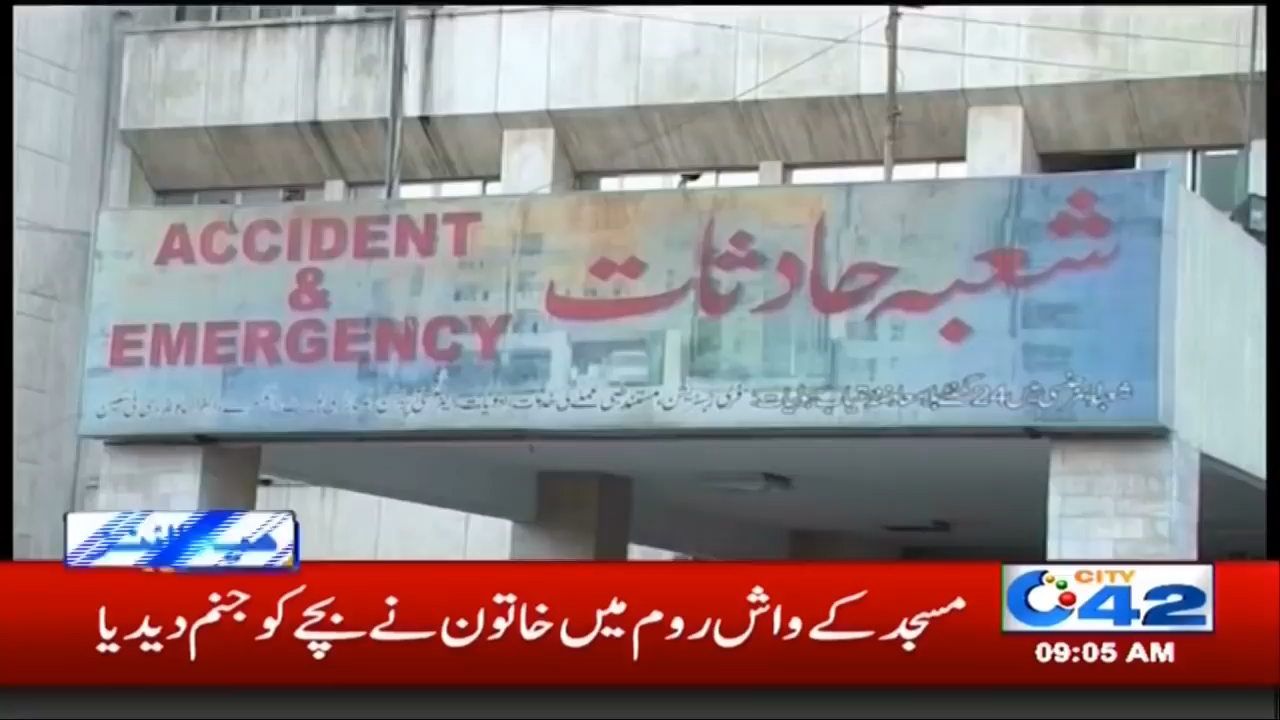 ACCIDENT
&
EMERGENCY
شعبہ حادثات
مسجد کے واش روم میں خاتون نے بچے کو جنم دیدیا
CITY
42
09:05 AM